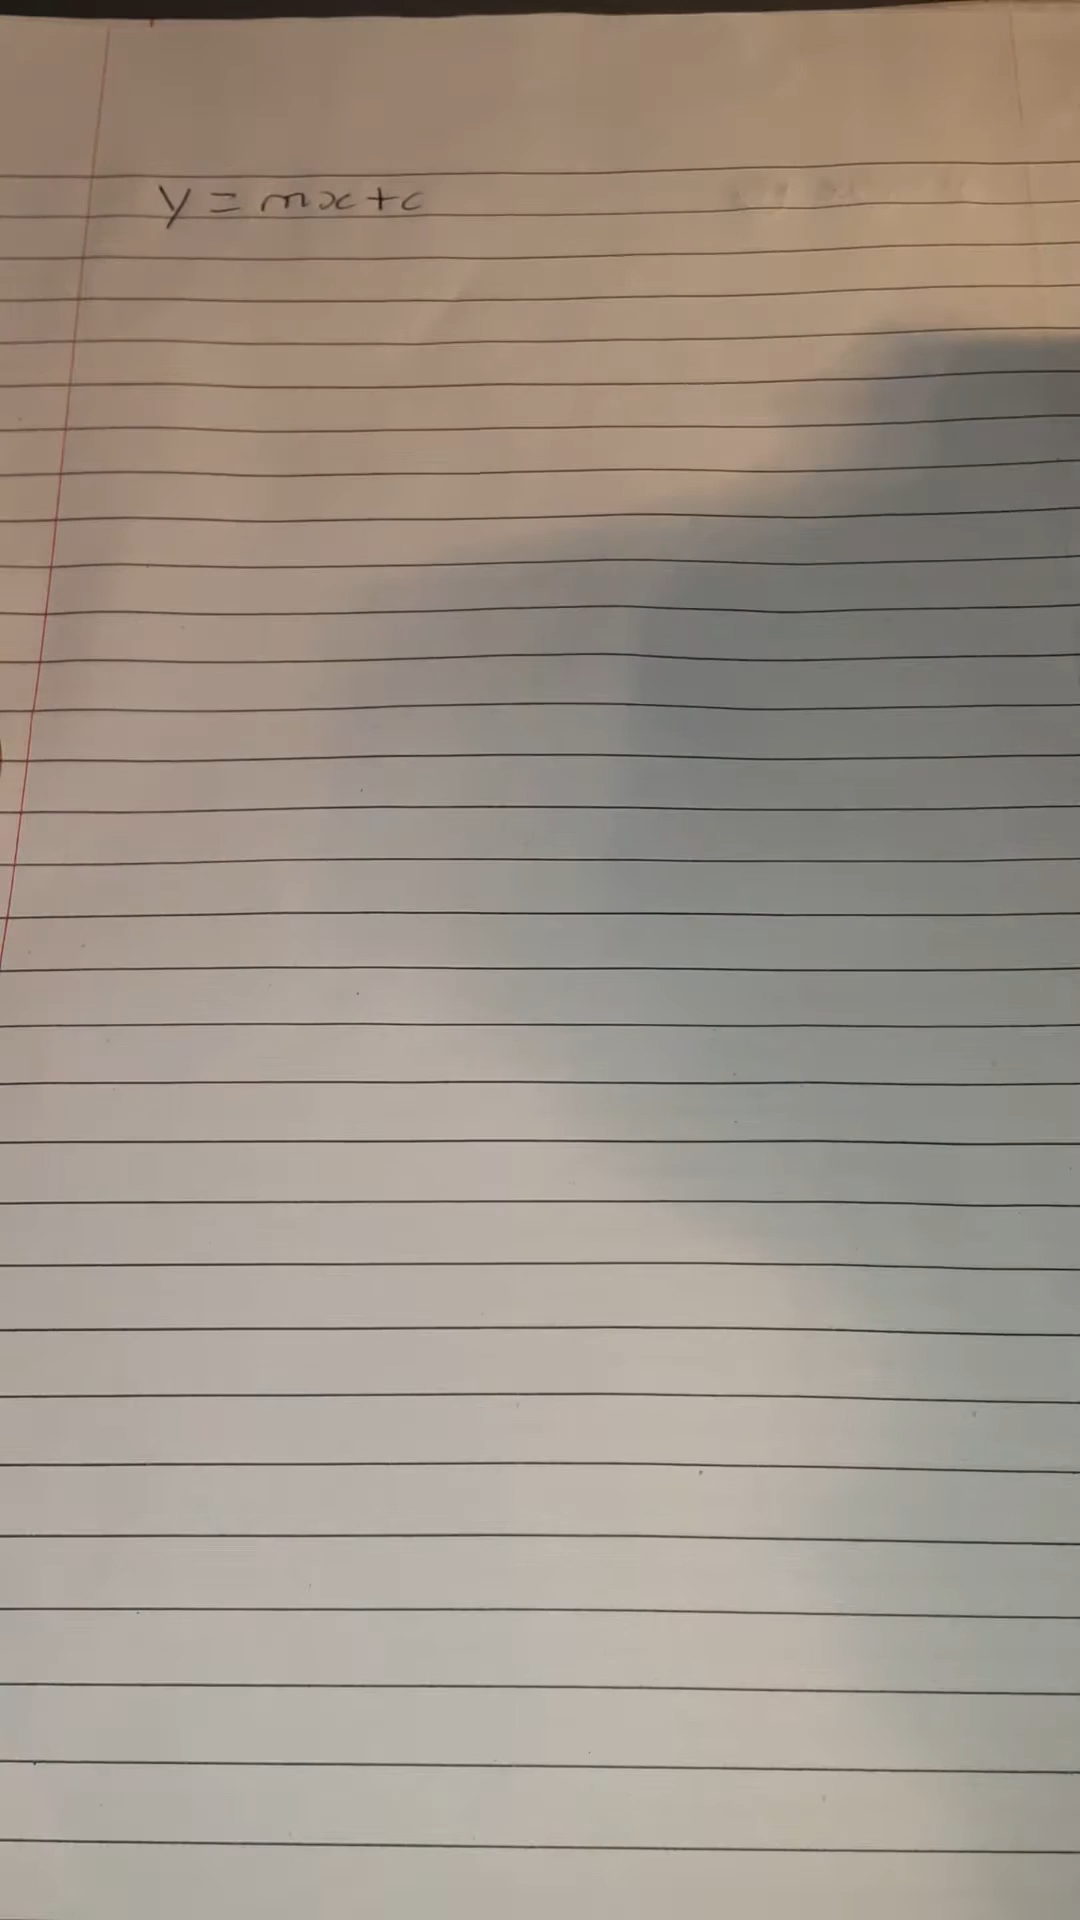 y = mx + c